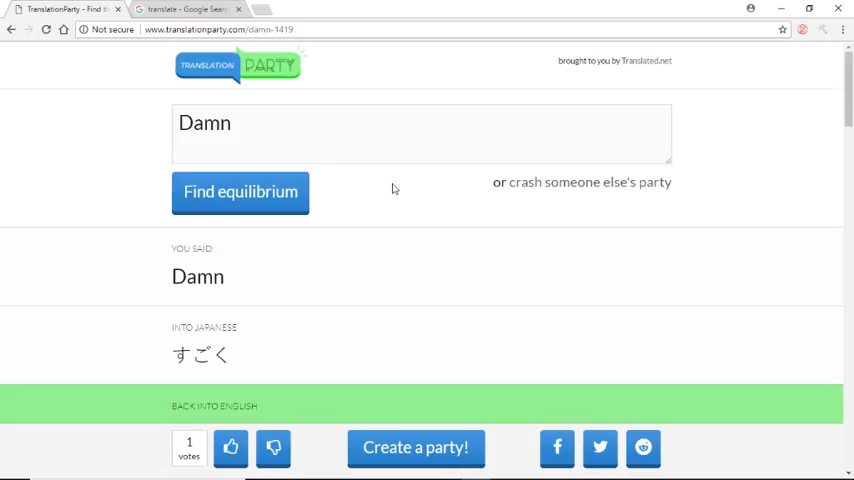 TranslationParty - Find t
translate - Google Sear
Not secure
www.translationparty.com/damn-1419
TRANSLATION PARTY
brought to you by Translated.net
Damn
Find equilibrium
or crash someone else's party
YOU SAID:
Damn
INTO JAPANESE
すごく
BACK INTO ENGLISH
1
votes
Create a party!